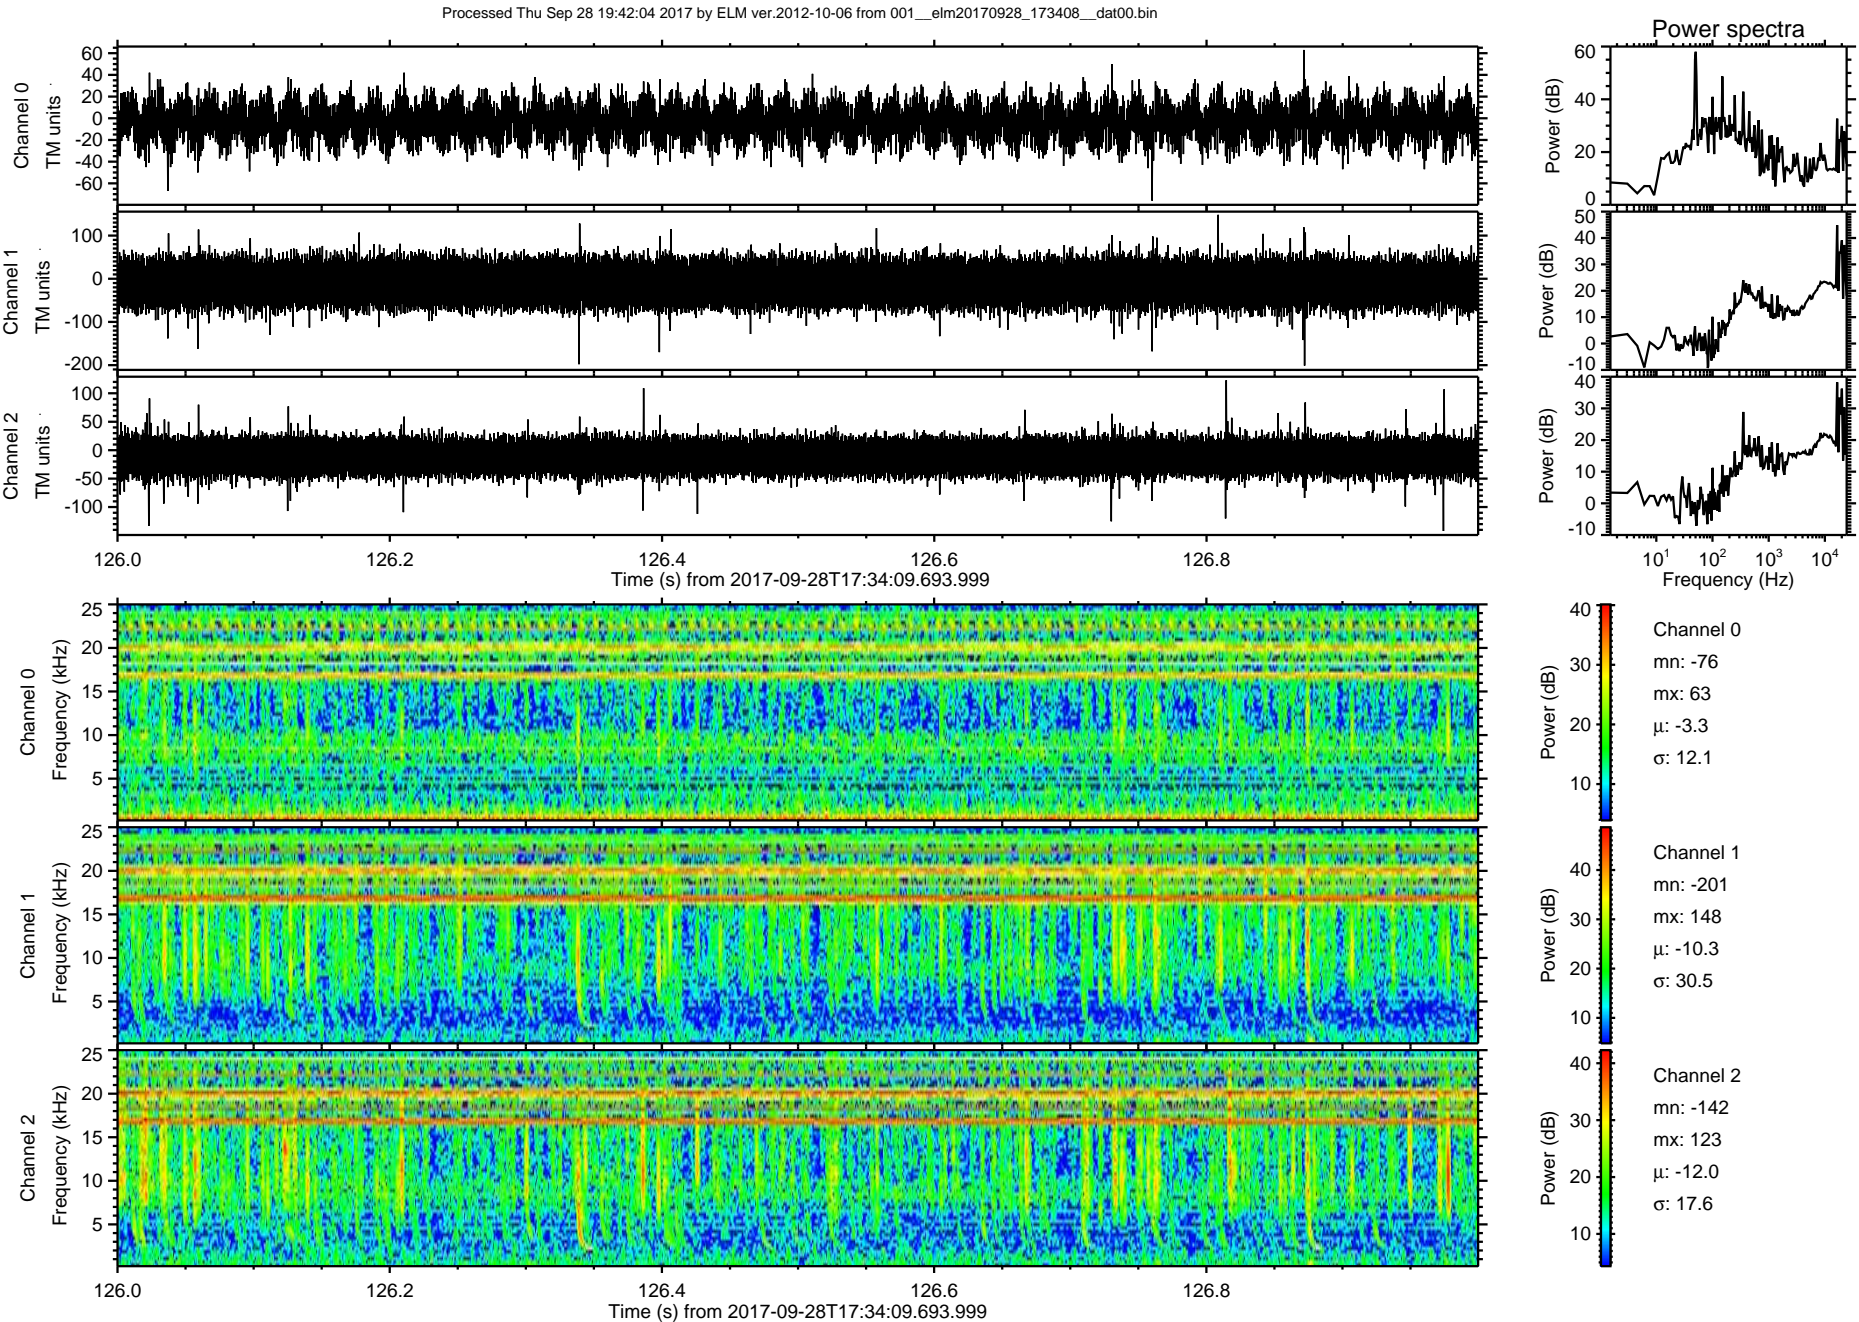 Processed Thu Sep 28 19:42:04 2017 by ELM ver.2012-10-06 from 001__elm20170928_173408__dat00.bin
Power spectra
Channel 0
TM units
60
40
20
0
-20
-40
-60
Power (dB)
60
40
20
0
Channel 1
TM units
100
0
-100
-200
Power (dB)
50
40
30
20
10
0
-10
Channel 2
TM units
100
50
0
-50
-100
Power (dB)
40
30
20
10
0
-10
126.0 126.2 126.4 126.6 126.8
Time (s) from 2017-09-28T17:34:09.693.999
10¹ 10² 10³ 10⁴
Frequency (Hz)
Channel 0
Frequency (kHz)
25
20
15
10
5
Power (dB)
40
30
20
10
Channel 0
mn: -76
mx: 63
μ: -3.3
σ: 12.1
Channel 1
Frequency (kHz)
25
20
15
10
5
Power (dB)
40
30
20
10
Channel 1
mn: -201
mx: 148
μ: -10.3
σ: 30.5
Channel 2
Frequency (kHz)
25
20
15
10
5
Power (dB)
40
30
20
10
Channel 2
mn: -142
mx: 123
μ: -12.0
σ: 17.6
126.0 126.2 126.4 126.6 126.8
Time (s) from 2017-09-28T17:34:09.693.999